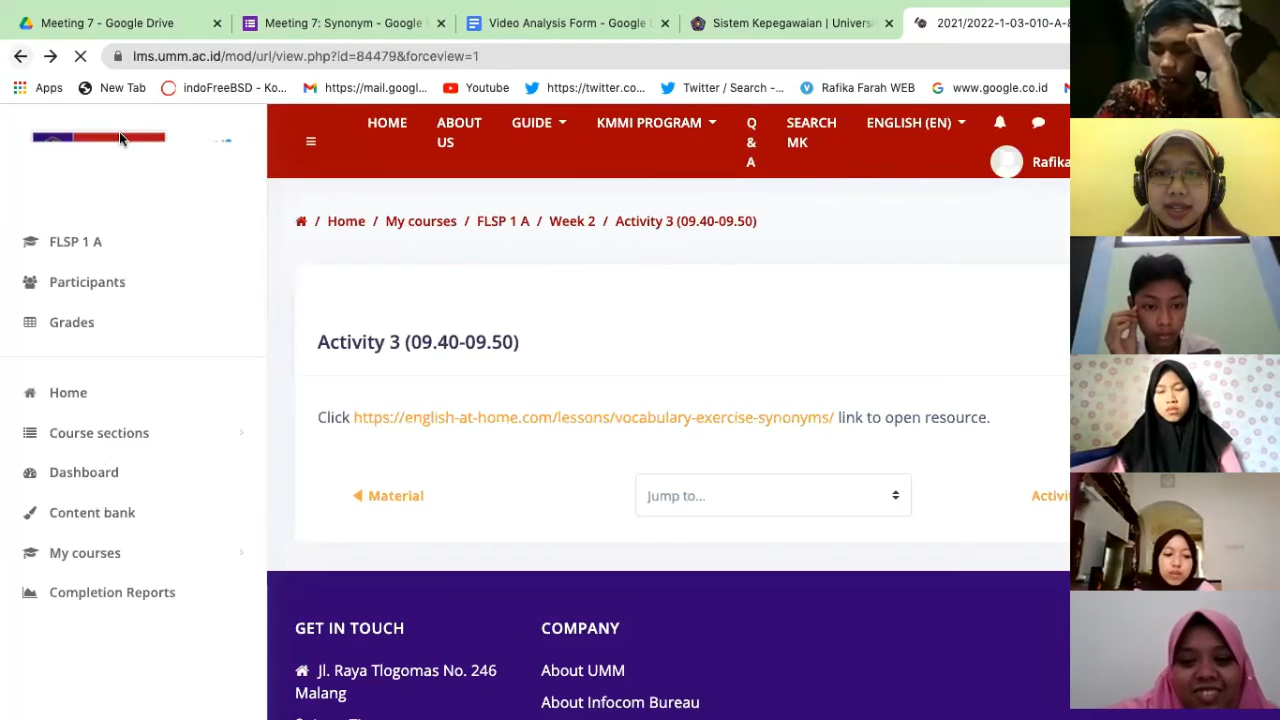 Meeting 7 - Google Drive
Meeting 7: Synonym - Google
Video Analysis Form - Google
Sistem Kepegawaian | Univers
2021/2022-1-03-010-A-
lms.umm.ac.id/mod/url/view.php?id=84479&forceview=1
Apps
New Tab
indoFreeBSD - Ko...
https://mail.googl...
Youtube
https://twitter.co...
Twitter / Search -...
Rafika Farah WEB
www.google.co.id
HOME
ABOUT US
GUIDE
KMMI PROGRAM
Q & A
SEARCH MK
ENGLISH (EN)
Rafika
FLSP 1 A
Participants
Grades
Home
Course sections
Dashboard
Content bank
My courses
Completion Reports
/ Home / My courses / FLSP 1 A / Week 2 / Activity 3 (09.40-09.50)
Activity 3 (09.40-09.50)
Click https://english-at-home.com/lessons/vocabulary-exercise-synonyms/ link to open resource.
◀ Material
Jump to...
Activi
GET IN TOUCH
Jl. Raya Tlogomas No. 246
Malang
COMPANY
About UMM
About Infocom Bureau